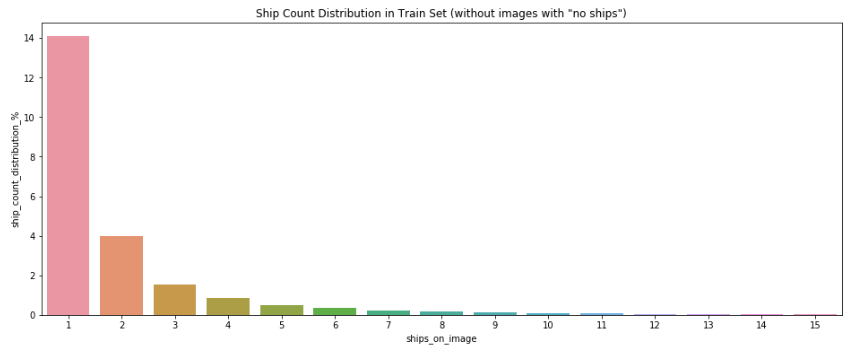 Ship Count Distribution in Train Set (without images with "no ships")
14
12
10
8
6
4
2
0
ship_count_distribution_%
1 2 3 4 5 6 7 8 9 10 11 12 13 14 15
ships_on_image